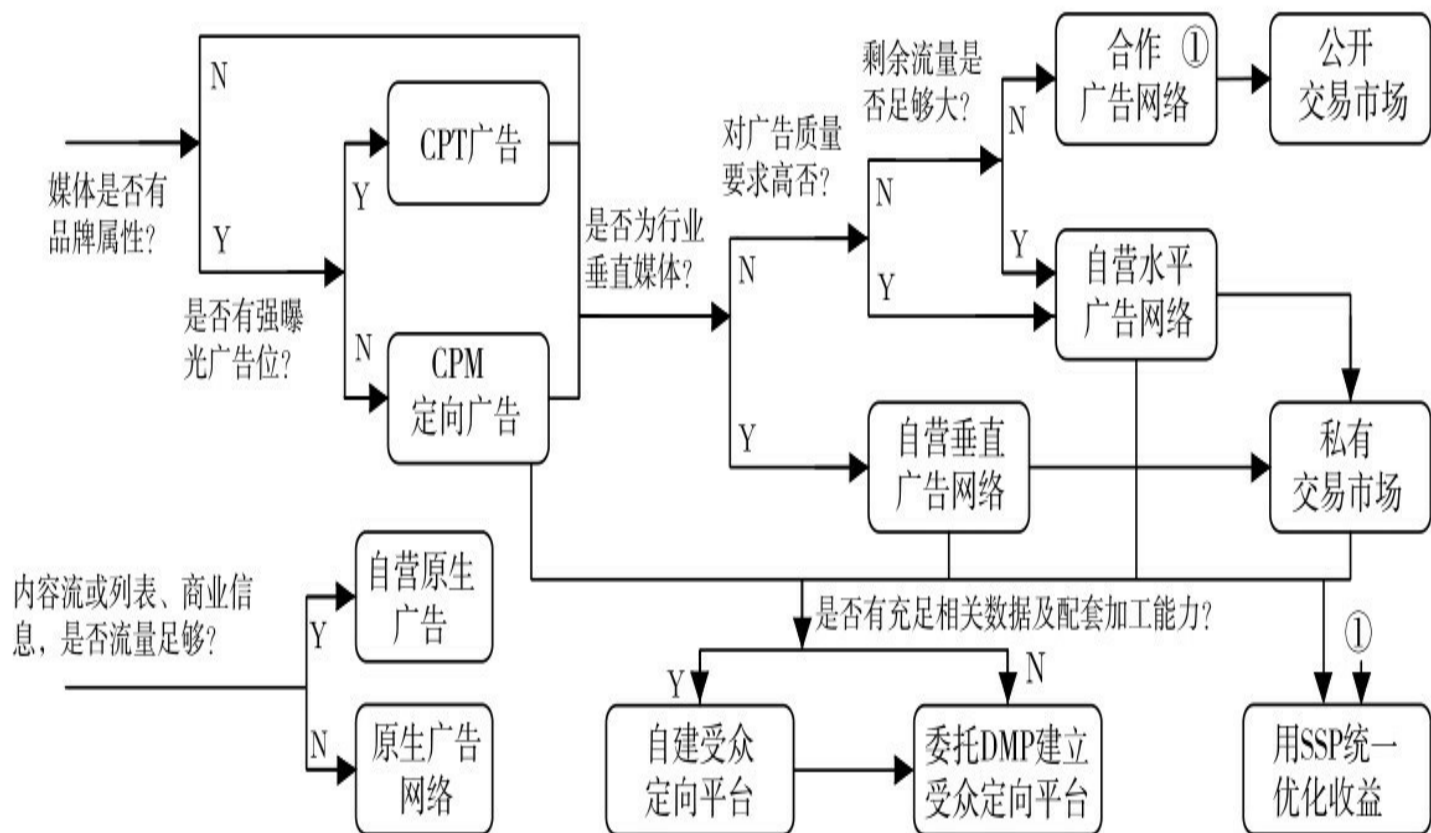 N
媒体是否有
品牌属性?
Y
是否有强曝
光广告位?
Y
N
CPT广告
CPM
定向广告
是否为行业
垂直媒体?
N
Y
对广告质量
要求高否?
N
Y
剩余流量是
否足够大?
N
Y
合作 ①
广告网络
公开
交易市场
自营水平
广告网络
自营垂直
广告网络
私有
交易市场
内容流或列表、商业信
息，是否流量足够?
Y
N
自营原生
广告
原生广告
网络
是否有充足相关数据及配套加工能力?
Y
N
自建受众
定向平台
委托DMP建立
受众定向平台
①
用SSP统一
优化收益